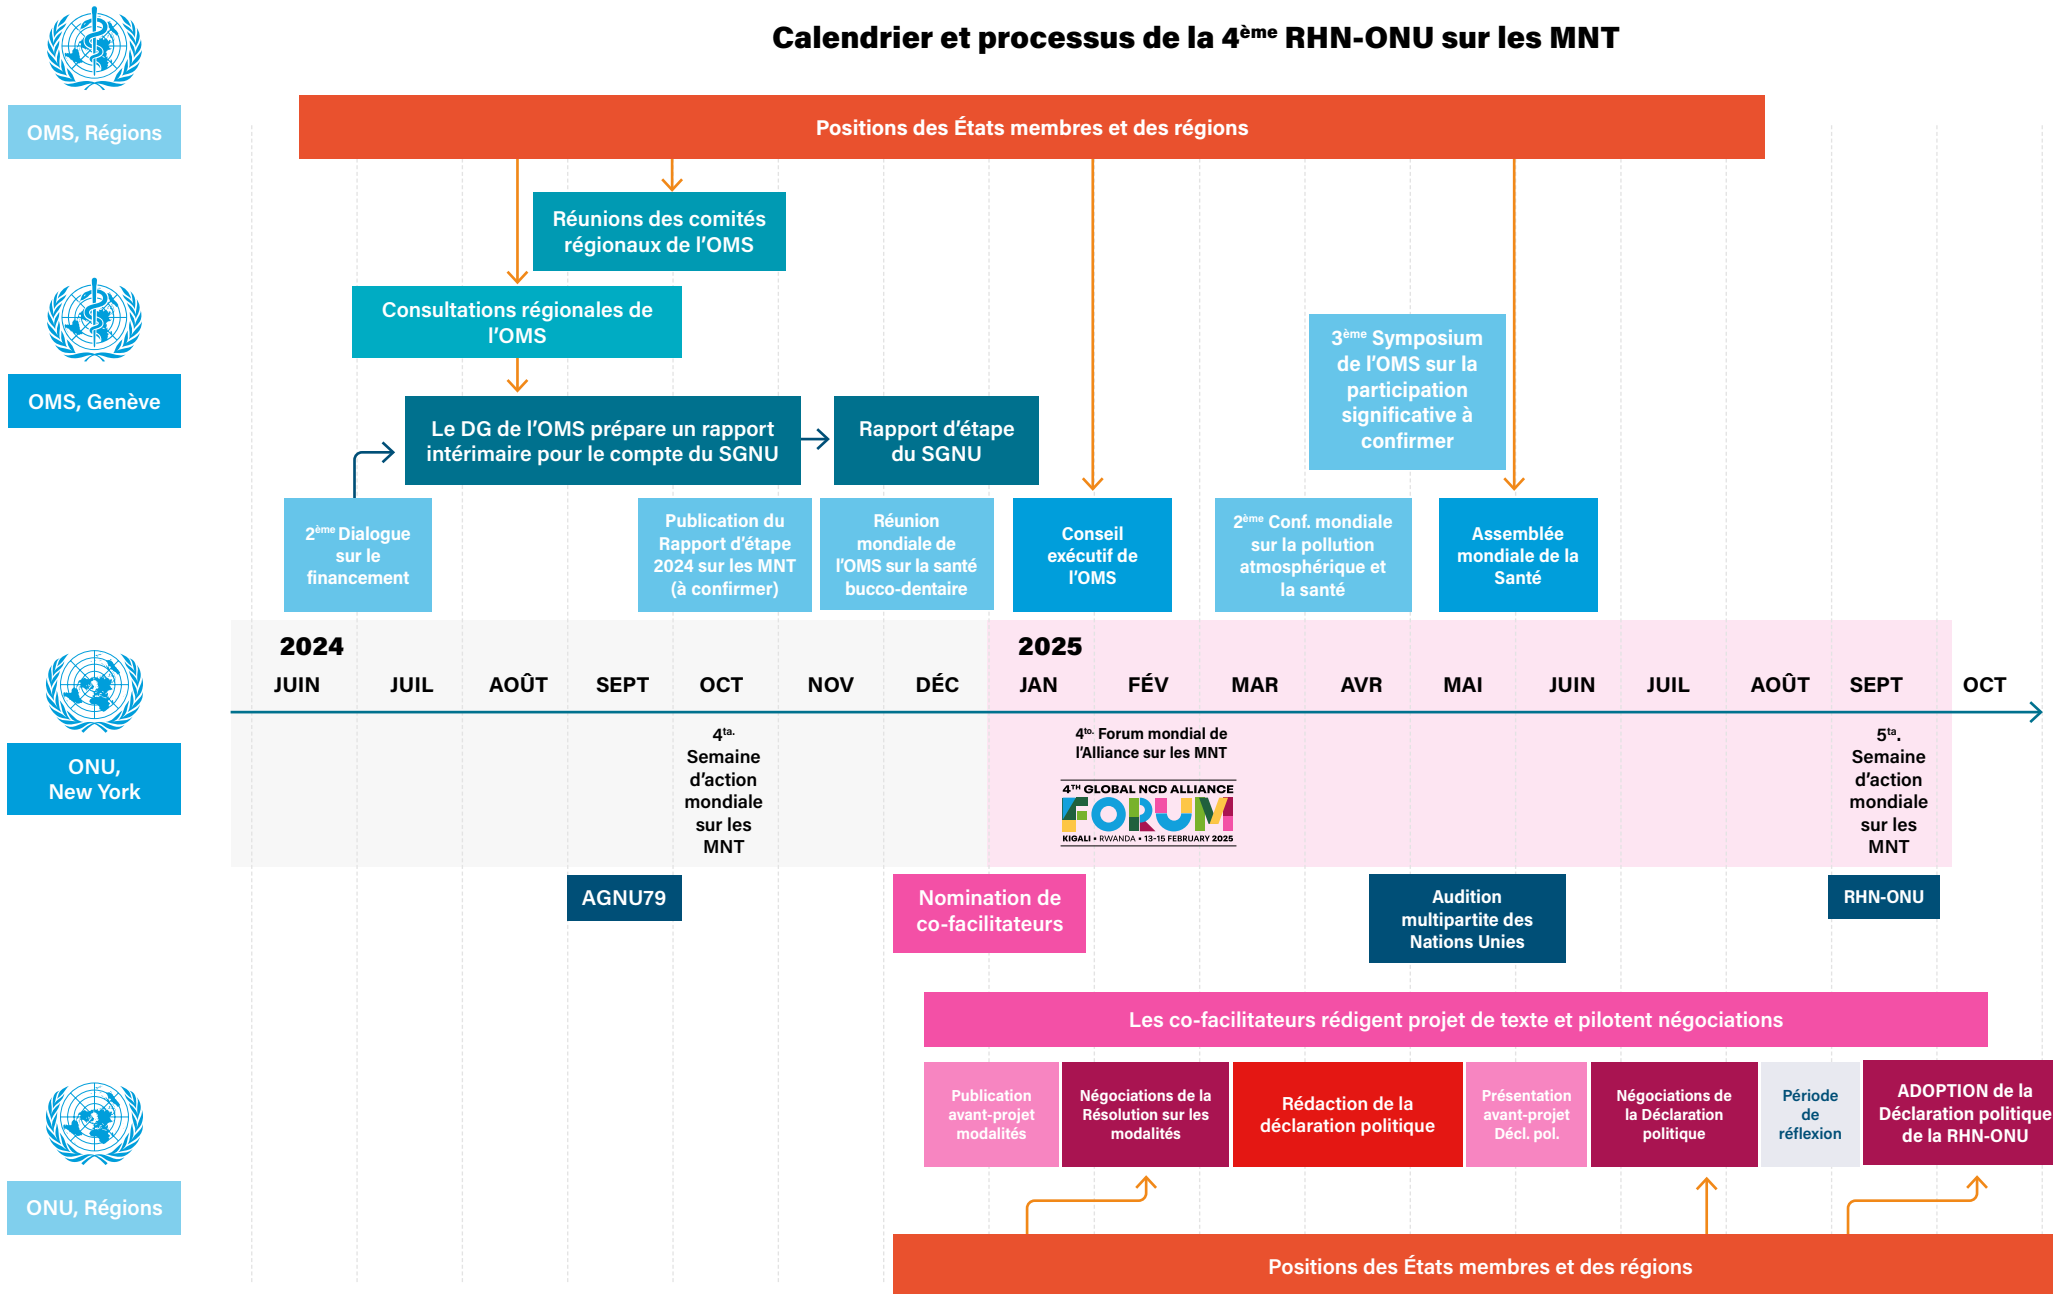 Calendrier et processus de la 4ème RHN-ONU sur les MNT
OMS, Régions
Positions des États membres et des régions
Réunions des comités
régionaux de l'OMS
Consultations régionales de
l'OMS
OMS, Genève
3ème Symposium
de l'OMS sur la
participation
significative à
confirmer
Le DG de l'OMS prépare un rapport
intérimaire pour le compte du SGNU
Rapport d'étape
du SGNU
2ème Dialogue
sur le
financement
Publication du
Rapport d'étape
2024 sur les MNT
(à confirmer)
Réunion
mondiale de
l'OMS sur la santé
bucco-dentaire
Conseil
exécutif de
l'OMS
2ème Conf. mondiale
sur la pollution
atmosphérique et
la santé
Assemblée
mondiale de la
Santé
2024
2025
JUIN JUIL AOÛT SEPT OCT NOV DÉC JAN FÉV MAR AVR MAI JUIN JUIL AOÛT SEPT OCT
ONU,
New York
4ta.
Semaine
d'action
mondiale
sur les
MNT
4to. Forum mondial de
l'Alliance sur les MNT
4TH GLOBAL NCD ALLIANCE
FORUM
KIGALI • RWANDA • 13-15 FEBRUARY 2025
5ta.
Semaine
d'action
mondiale
sur les
MNT
AGNU79
Nomination de
co-facilitateurs
Audition
multipartite des
Nations Unies
RHN-ONU
Les co-facilitateurs rédigent projet de texte et pilotent négociations
Publication
avant-projet
modalités
Négociations de la
Résolution sur les
modalités
Rédaction de la
déclaration politique
Présentation
avant-projet
Décl. pol.
Négociations de
la Déclaration
politique
Période
de
réflexion
ADOPTION de la
Déclaration politique
de la RHN-ONU
ONU, Régions
Positions des États membres et des régions